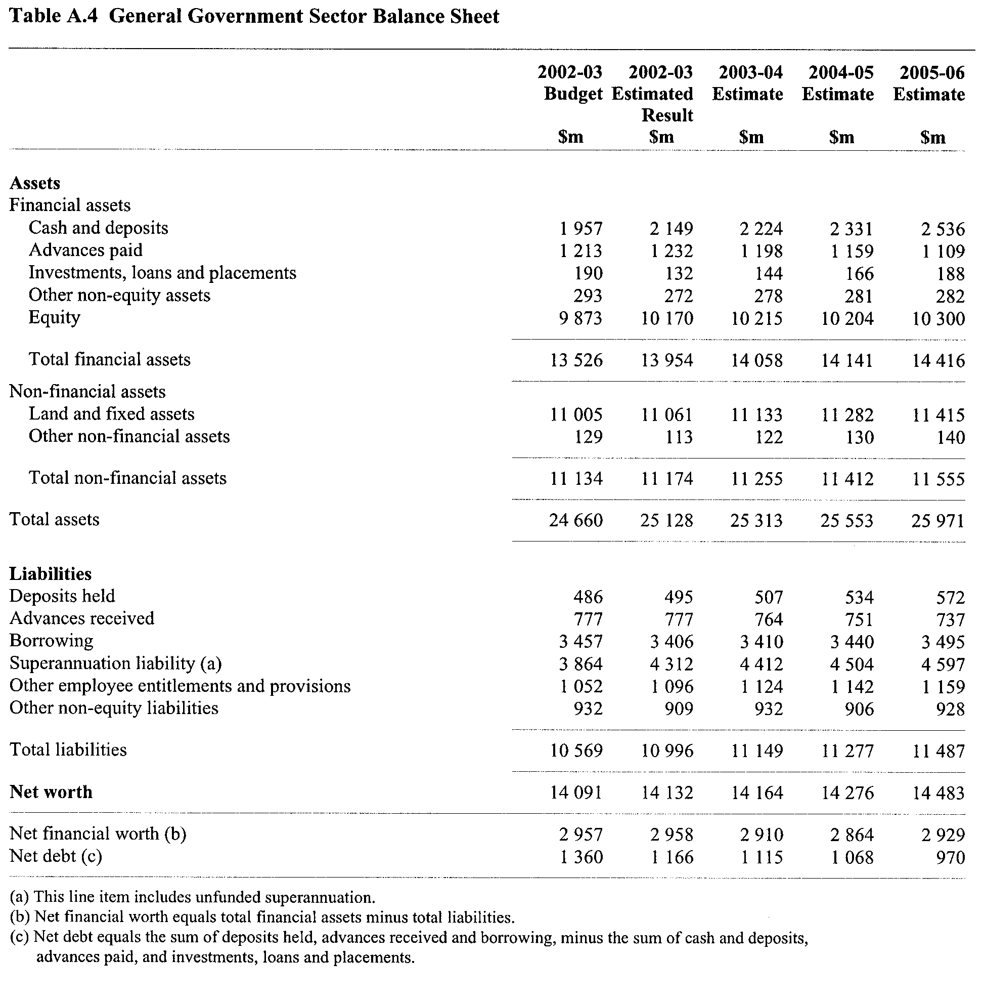 Table A.4 General Government Sector Balance Sheet
2002-03 2002-03 2003-04 2004-05 2005-06
Budget Estimated Estimate Estimate Estimate
Result
$m $m $m $m $m
Assets
Financial assets
Cash and deposits 1 957 2 149 2 224 2 331 2 536
Advances paid 1 213 1 232 1 198 1 159 1 109
Investments, loans and placements 190 132 144 166 188
Other non-equity assets 293 272 278 281 282
Equity 9 873 10 170 10 215 10 204 10 300
Total financial assets 13 526 13 954 14 058 14 141 14 416
Non-financial assets
Land and fixed assets 11 005 11 061 11 133 11 282 11 415
Other non-financial assets 129 113 122 130 140
Total non-financial assets 11 134 11 174 11 255 11 412 11 555
Total assets 24 660 25 128 25 313 25 553 25 971
Liabilities
Deposits held 486 495 507 534 572
Advances received 777 777 764 751 737
Borrowing 3 457 3 406 3 410 3 440 3 495
Superannuation liability (a) 3 864 4 312 4 412 4 504 4 597
Other employee entitlements and provisions 1 052 1 096 1 124 1 142 1 159
Other non-equity liabilities 932 909 932 906 928
Total liabilities 10 569 10 996 11 149 11 277 11 487
Net worth 14 091 14 132 14 164 14 276 14 483
Net financial worth (b) 2 957 2 958 2 910 2 864 2 929
Net debt (c) 1 360 1 166 1 115 1 068 970
(a) This line item includes unfunded superannuation.
(b) Net financial worth equals total financial assets minus total liabilities.
(c) Net debt equals the sum of deposits held, advances received and borrowing, minus the sum of cash and deposits,
advances paid, and investments, loans and placements.